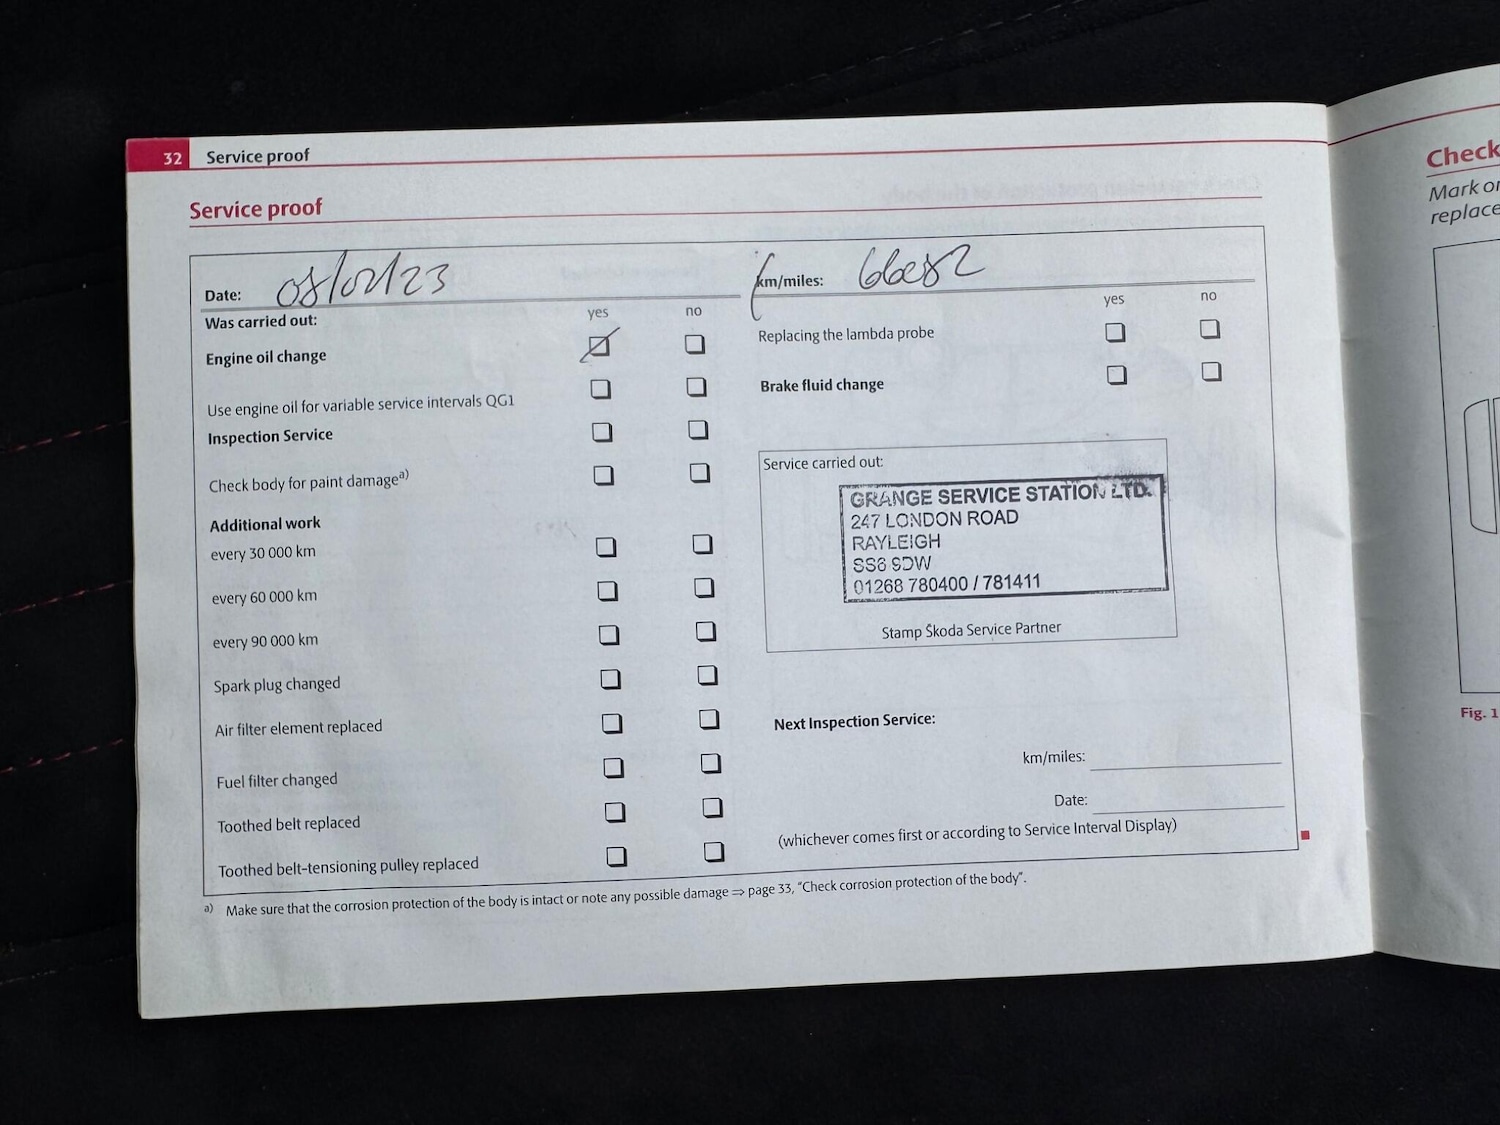 32 Service proof
Service proof
Date: 08/02/23
km/miles:
yes no
Was carried out:
Engine oil change
Use engine oil for variable service intervals QG1
Inspection Service
Check body for paint damage a)
Additional work
every 30 000 km
every 60 000 km
every 90 000 km
Spark plug changed
Air filter element replaced
Fuel filter changed
Toothed belt replaced
Toothed belt-tensioning pulley replaced
yes no
Replacing the lambda probe
Brake fluid change
Service carried out:
GRANGE SERVICE STATION LTD.
247 LONDON ROAD
RAYLEIGH
SS6 9DW
01268 780400 / 781411
Stamp Škoda Service Partner
Next Inspection Service:
km/miles:
Date:
(whichever comes first or according to Service Interval Display)
a) Make sure that the corrosion protection of the body is intact or note any possible damage ⇒ page 33, "Check corrosion protection of the body".
Check
Mark or
replace
Fig. 1